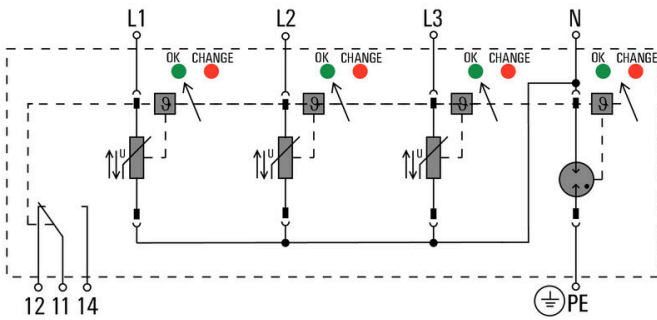 L1 L2 L3 N
OK CHANGE OK CHANGE OK CHANGE OK CHANGE
ϑ ϑ ϑ ϑ
U U U
12 11 14 PE